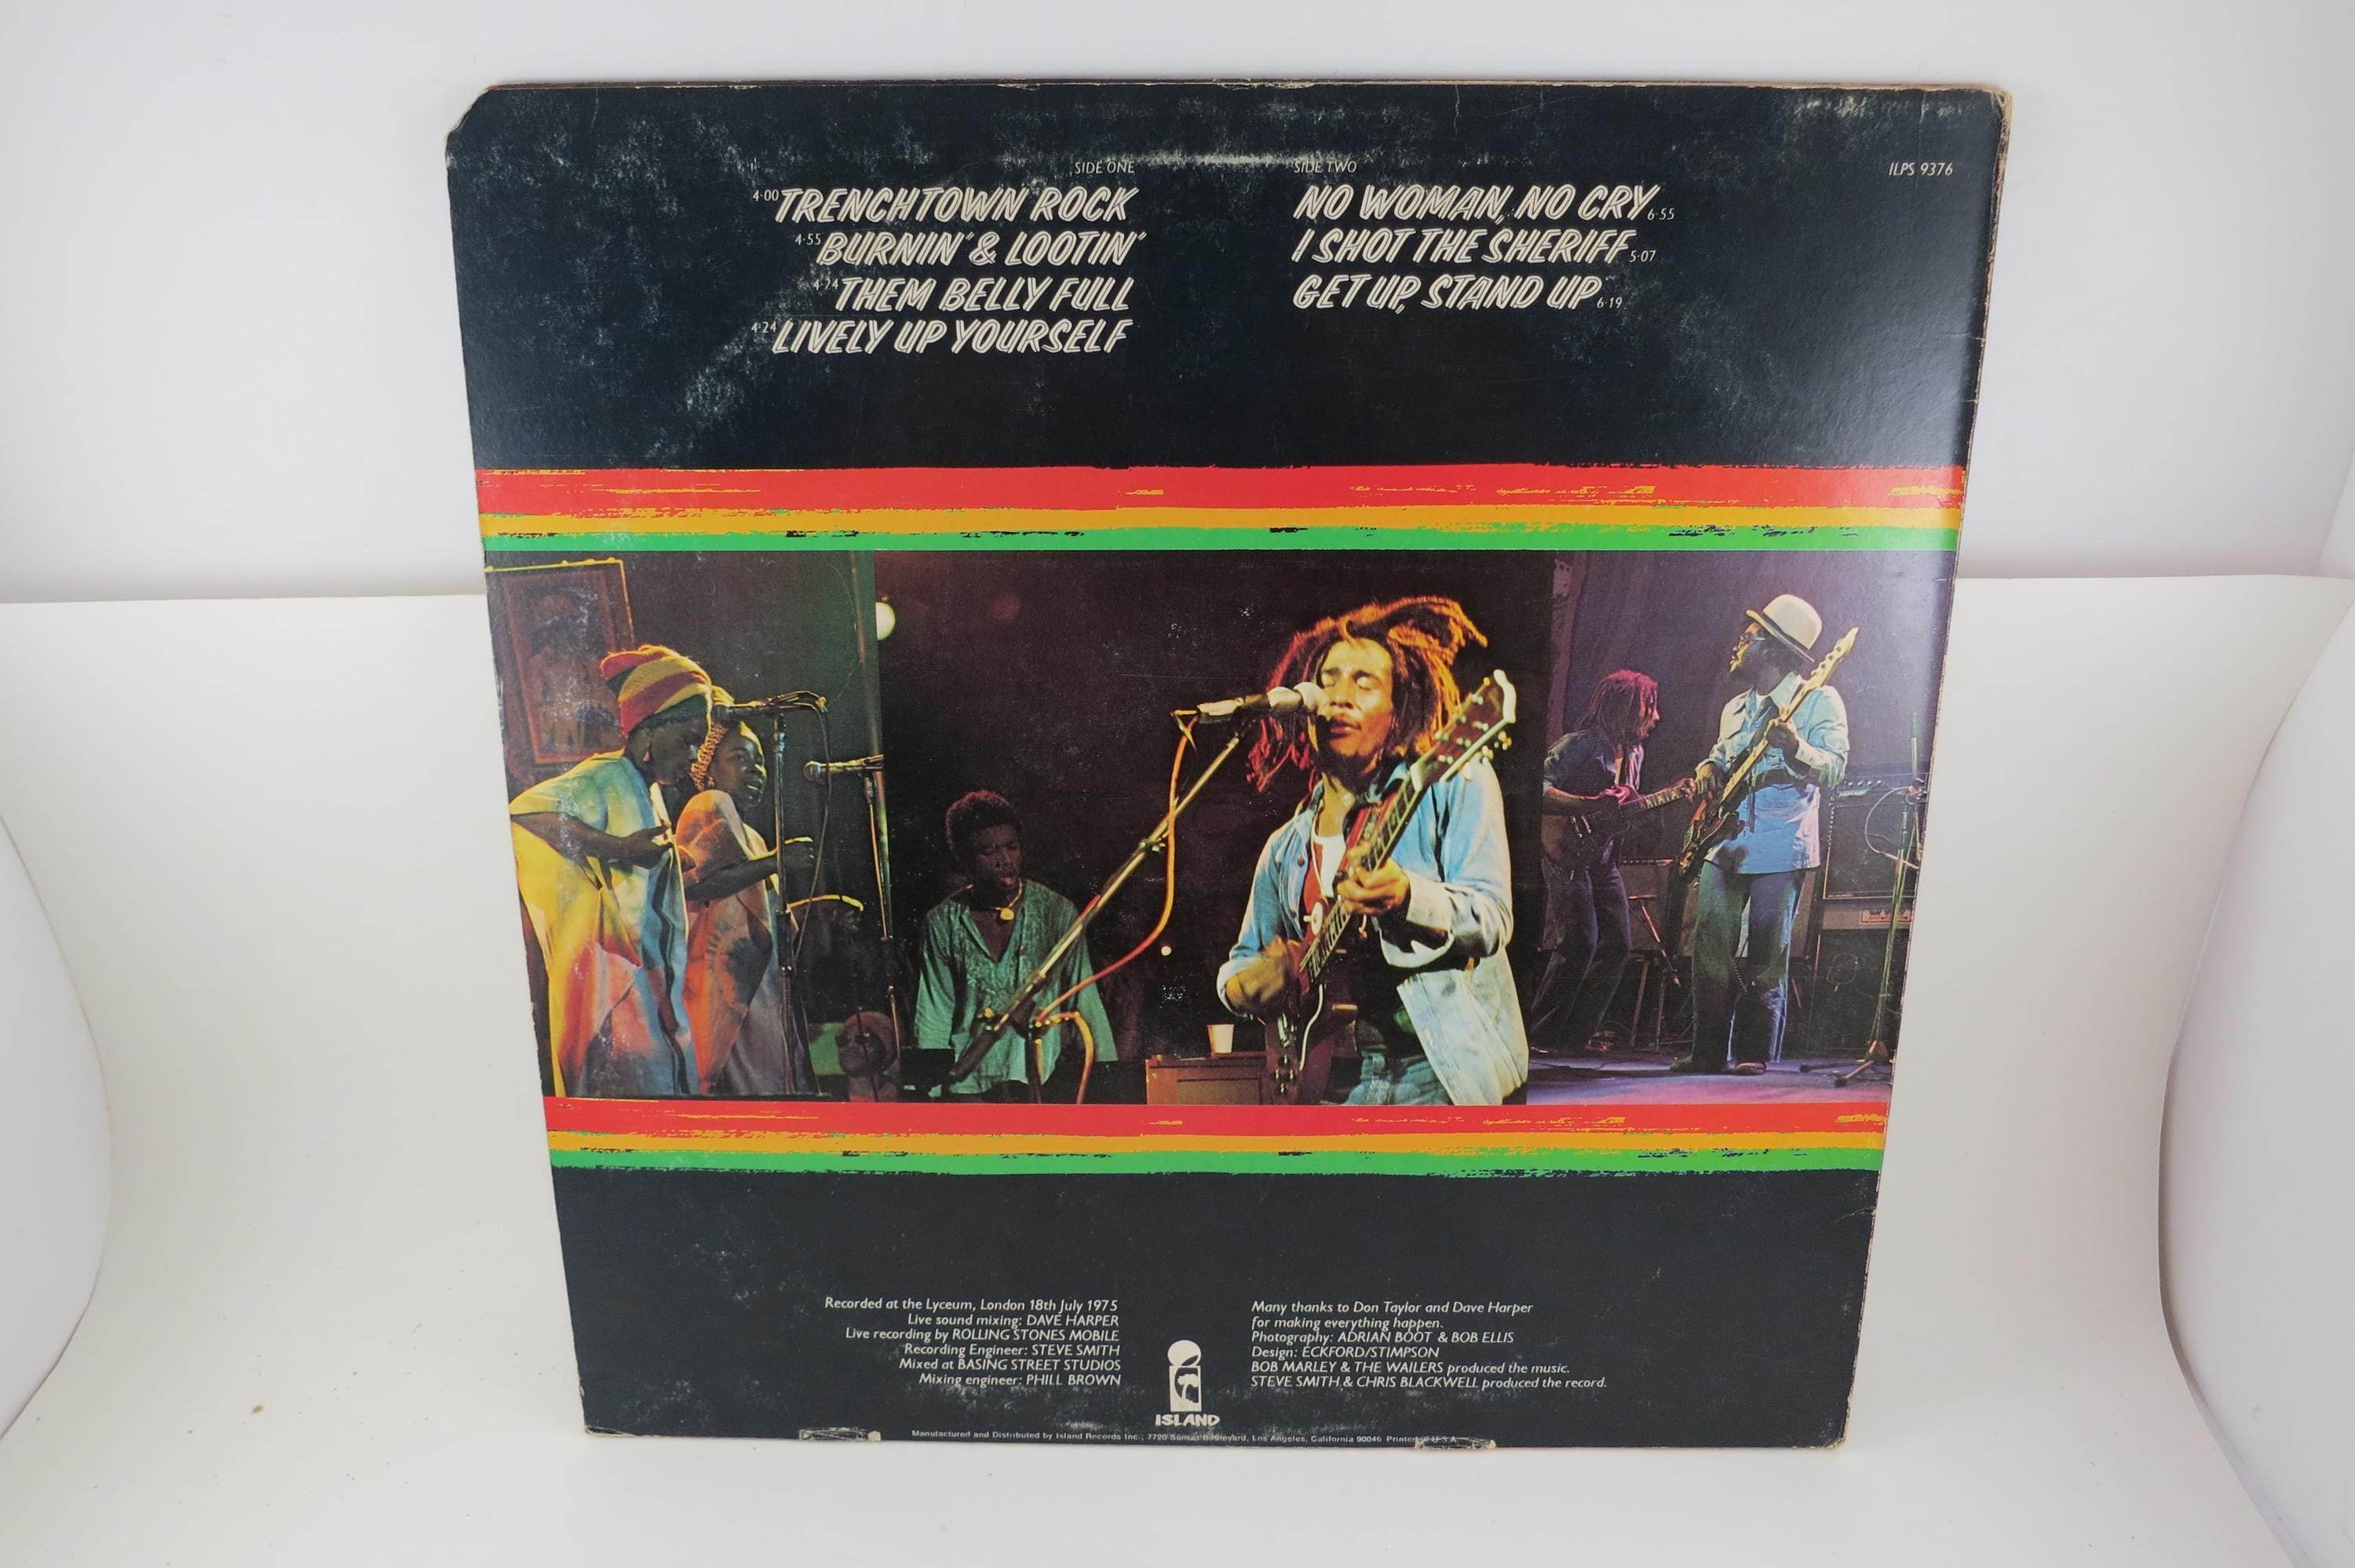 SIDE ONE
4·00 TRENCHTOWN ROCK
4·55 BURNIN' & LOOTIN'
4·24 THEM BELLY FULL
4·24 LIVELY UP YOURSELF
SIDE TWO
NO WOMAN, NO CRY 6·55
I SHOT THE SHERIFF 5·07
GET UP, STAND UP 6·19
ILPS 9376
Recorded at the Lyceum, London 18th July 1975
Live sound mixing: DAVE HARPER
Live recording by ROLLING STONES MOBILE
Recording Engineer: STEVE SMITH
Mixed at BASING STREET STUDIOS
Mixing engineer: PHILL BROWN
ISLAND
Many thanks to Don Taylor and Dave Harper
for making everything happen.
Photography: ADRIAN BOOT & BOB ELLIS
Design: ECKFORD/STIMPSON
BOB MARLEY & THE WAILERS produced the music.
STEVE SMITH & CHRIS BLACKWELL produced the record.
Manufactured and Distributed by Island Records Inc., 7720 Sunset Boulevard, Los Angeles, California 90046 Printed in U.S.A.